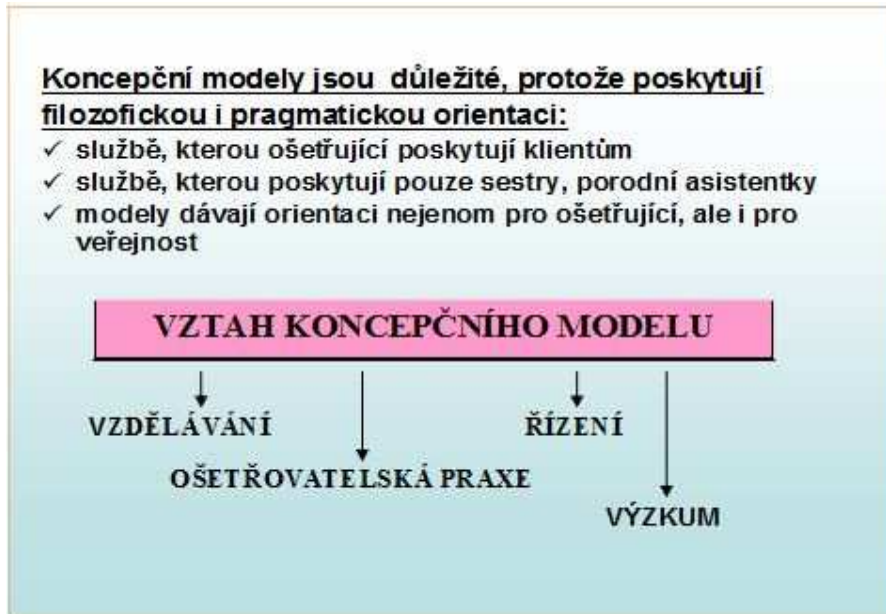 Koncepční modely jsou důležité, protože poskytují
filozofickou i pragmatickou orientaci:
✓ službě, kterou ošetřující poskytují klientům
✓ službě, kterou poskytují pouze sestry, porodní asistentky
✓ modely dávají orientaci nejenom pro ošetřující, ale i pro
veřejnost
VZTAH KONCEPČNÍHO MODELU
VZDĚLÁVÁNÍ
ŘÍZENÍ
OŠETŘOVATELSKÁ PRAXE
VÝZKUM